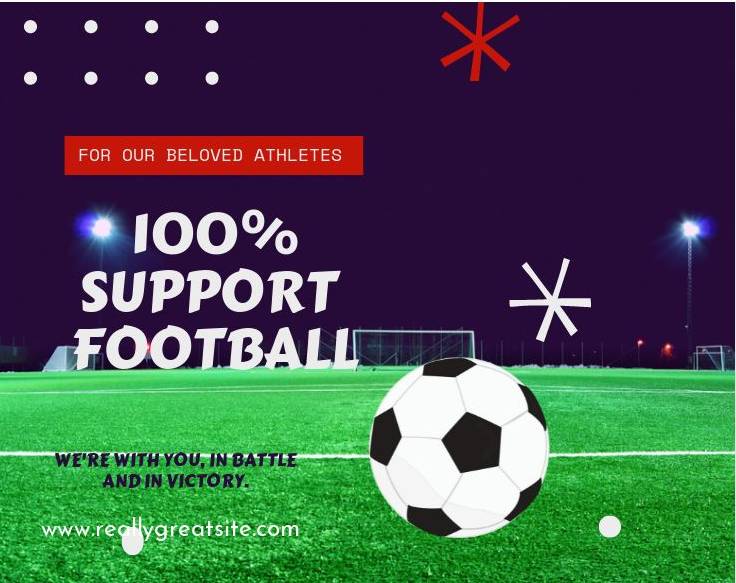 FOR OUR BELOVED ATHLETES
100%
SUPPORT
FOOTBALL
WE'RE WITH YOU, IN BATTLE
AND IN VICTORY.
www.reallygreatsite.com